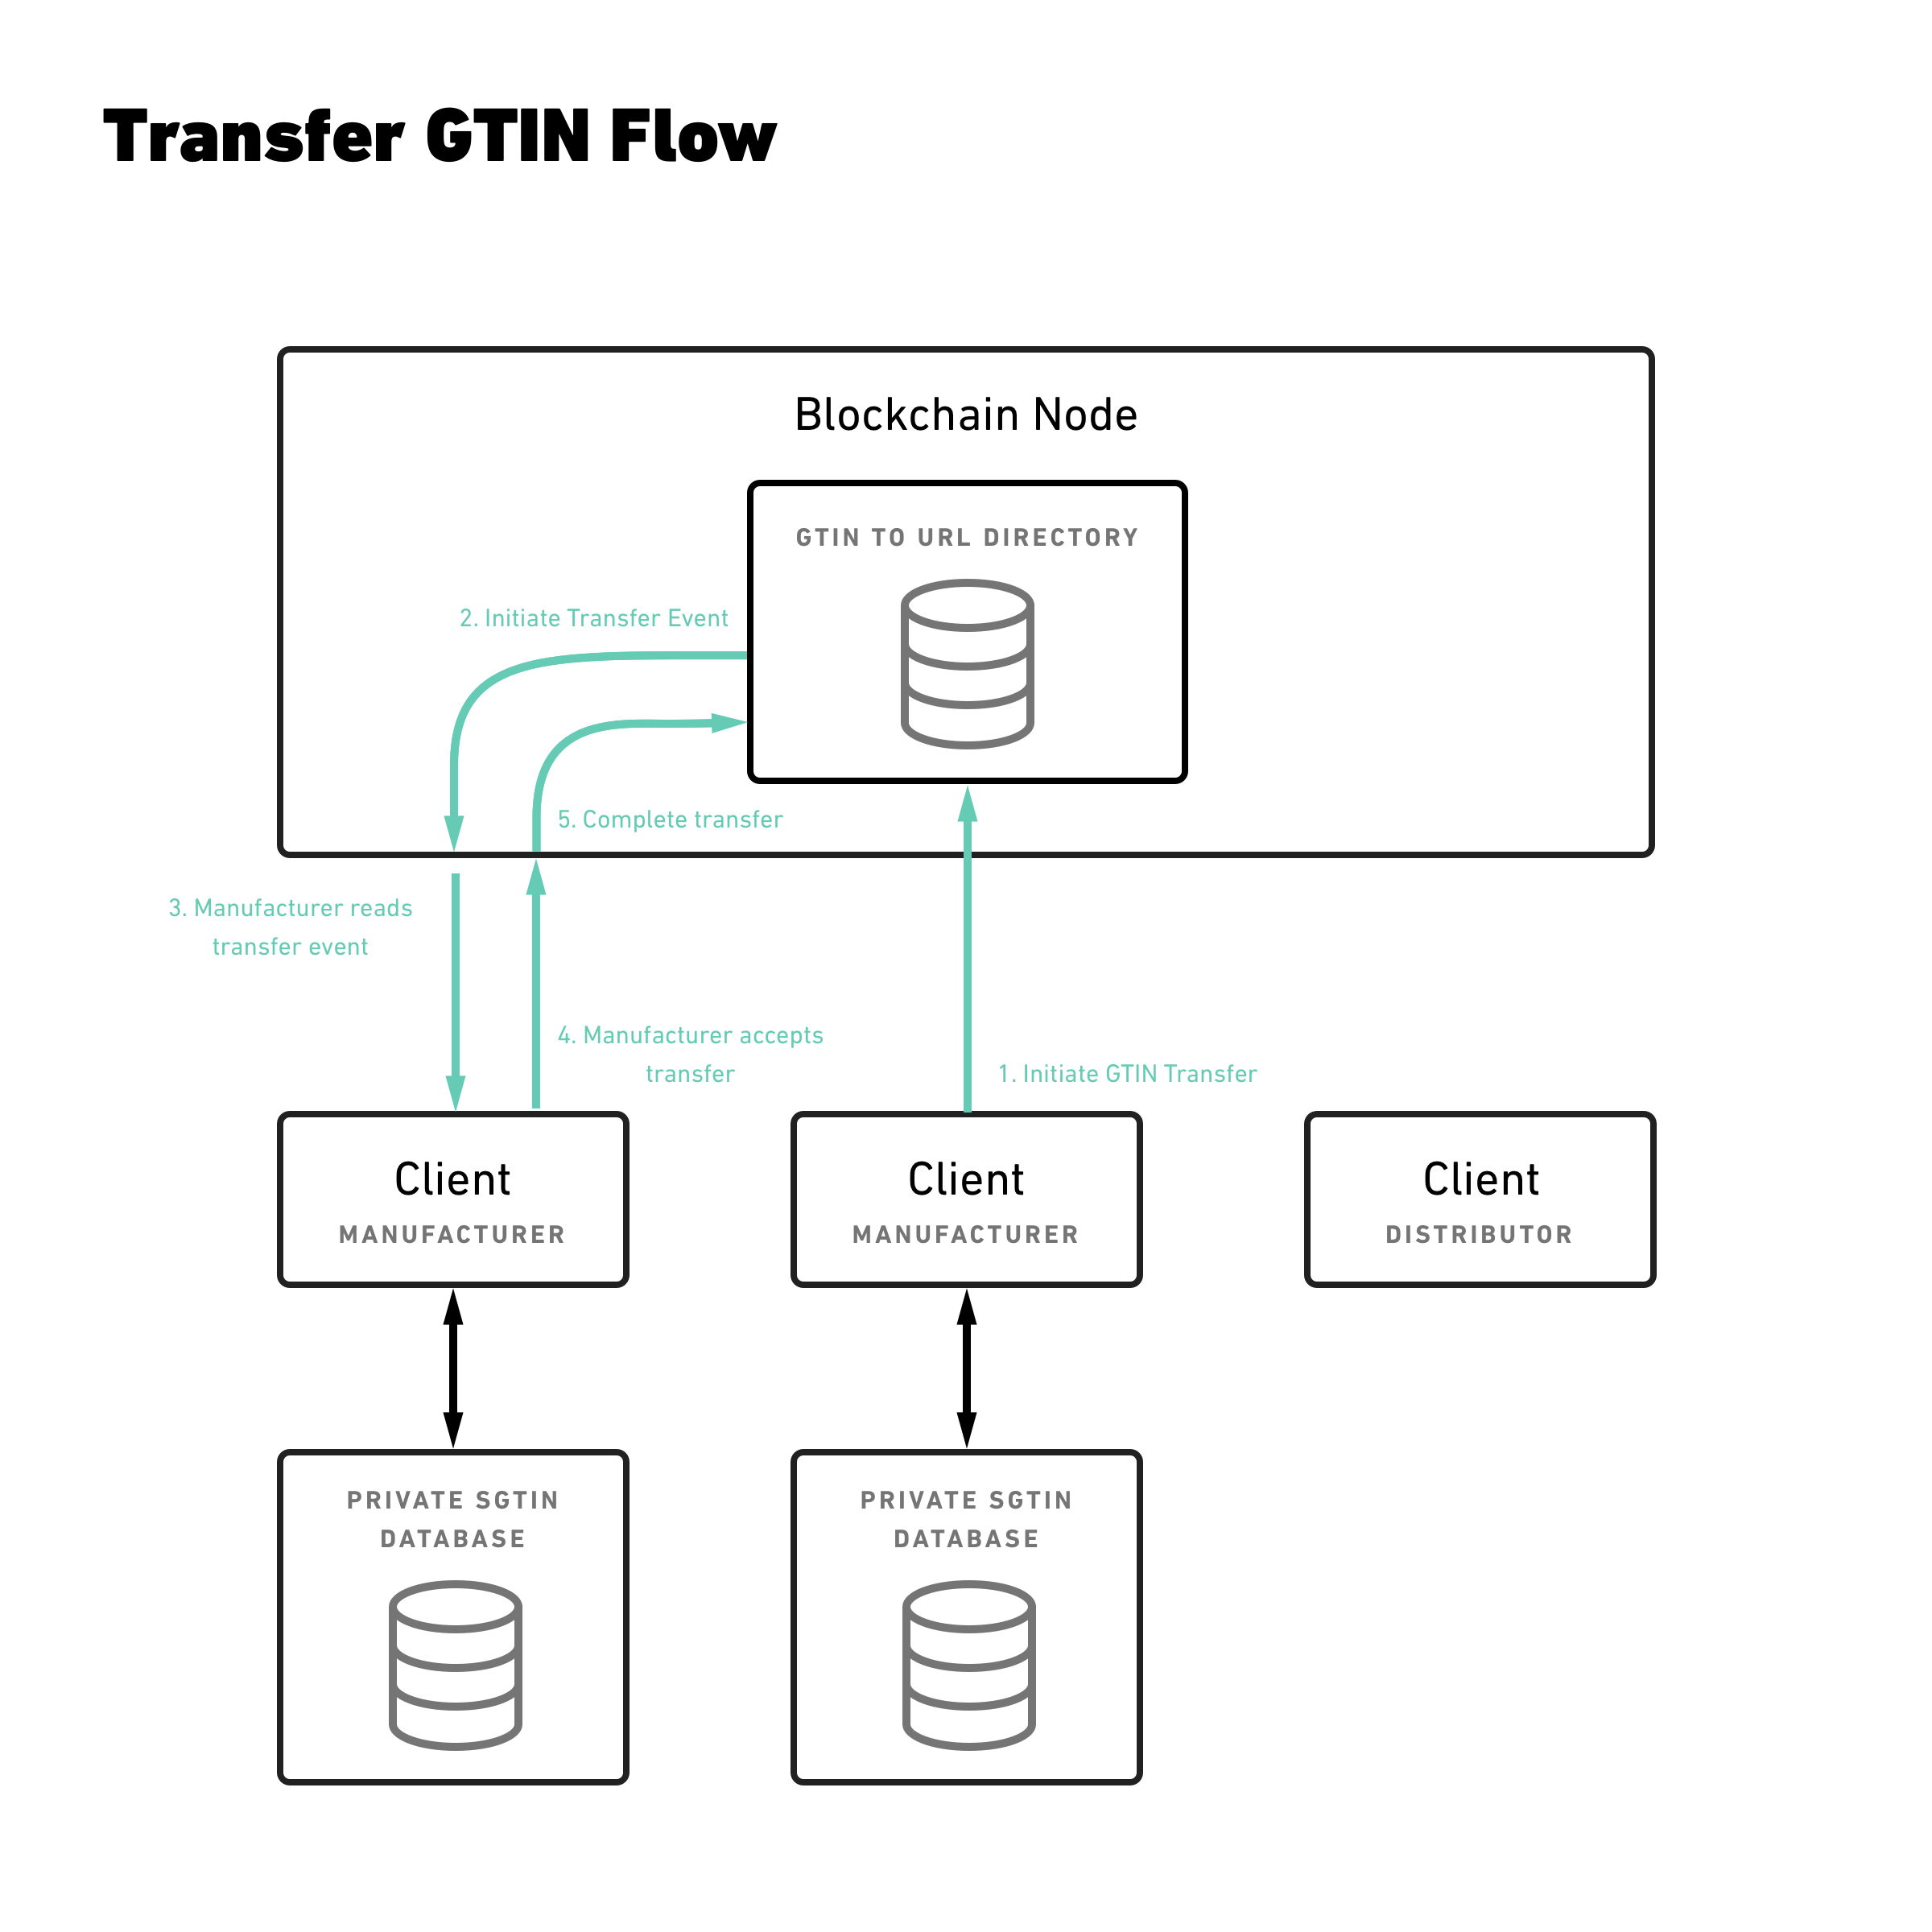 Transfer GTIN Flow
Blockchain Node
GTIN TO URL DIRECTORY
2. Initiate Transfer Event
5. Complete transfer
3. Manufacturer reads
transfer event
4. Manufacturer accepts
transfer
1. Initiate GTIN Transfer
Client
MANUFACTURER
Client
MANUFACTURER
Client
DISTRIBUTOR
PRIVATE SGTIN
DATABASE
PRIVATE SGTIN
DATABASE